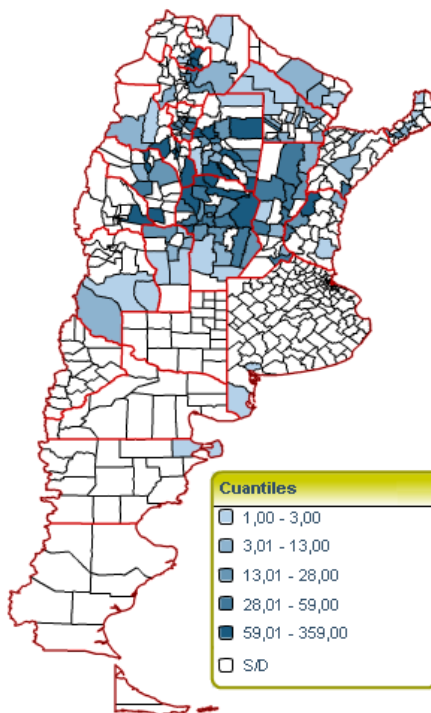 Cuantiles
1,00 - 3,00
3,01 - 13,00
13,01 - 28,00
28,01 - 59,00
59,01 - 359,00
S/D